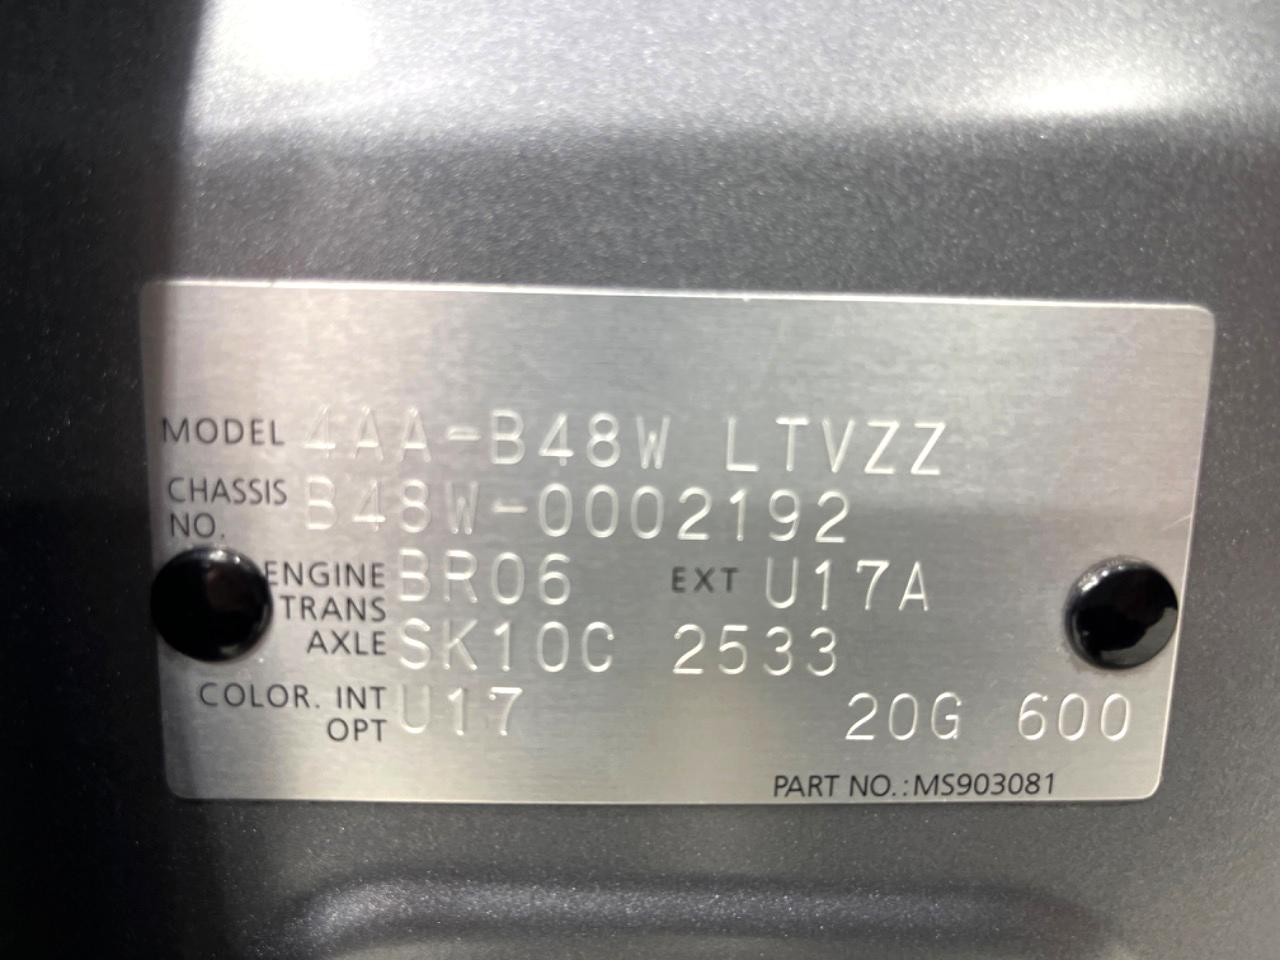 MODEL 4AA-B48W LTVZZ
CHASSIS NO. B48W-0002192
ENGINE BR06 EXT U17A
TRANS AXLE SK10C 2533
COLOR. INT U17 20G 600
OPT
PART NO.:MS903081